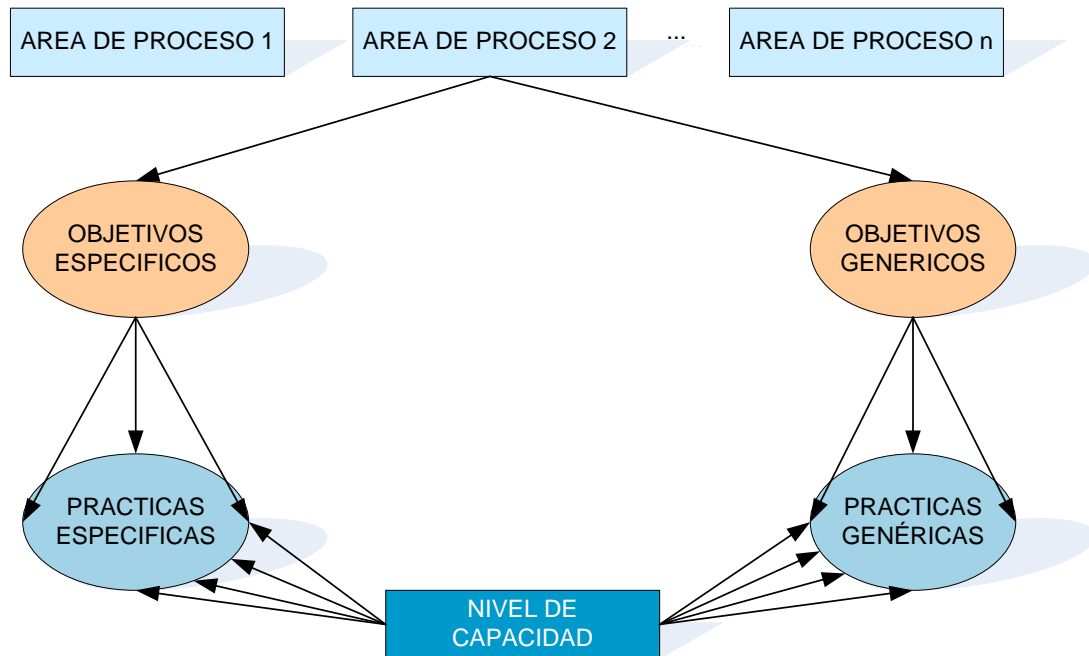 AREA DE PROCESO 1
AREA DE PROCESO 2
...
AREA DE PROCESO n
OBJETIVOS
ESPECIFICOS
OBJETIVOS
GENERICOS
PRACTICAS
ESPECIFICAS
PRACTICAS
GENÉRICAS
NIVEL DE
CAPACIDAD